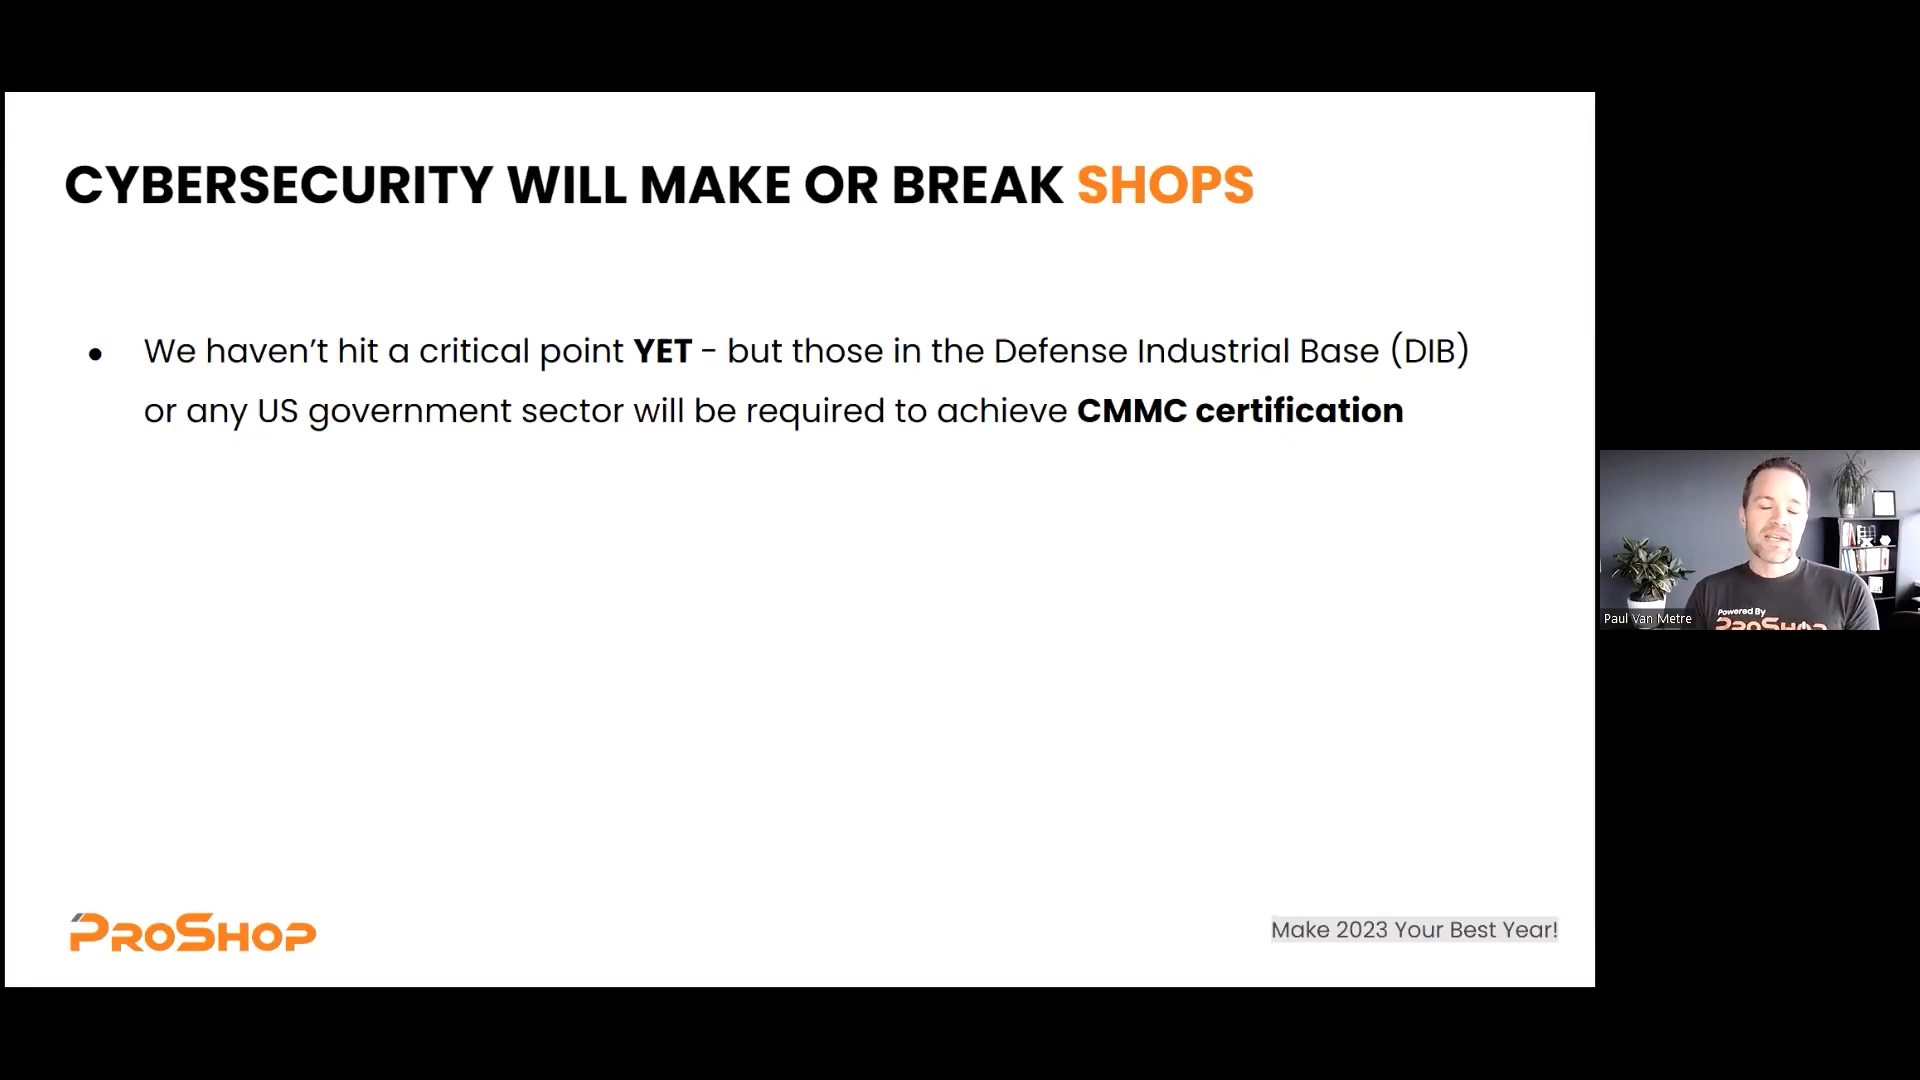 CYBERSECURITY WILL MAKE OR BREAK SHOPS
● We haven’t hit a critical point YET - but those in the Defense Industrial Base (DIB)
or any US government sector will be required to achieve CMMC certification
Powered By
PROSHOP
Paul Van Metre
PROSHOP
Make 2023 Your Best Year!